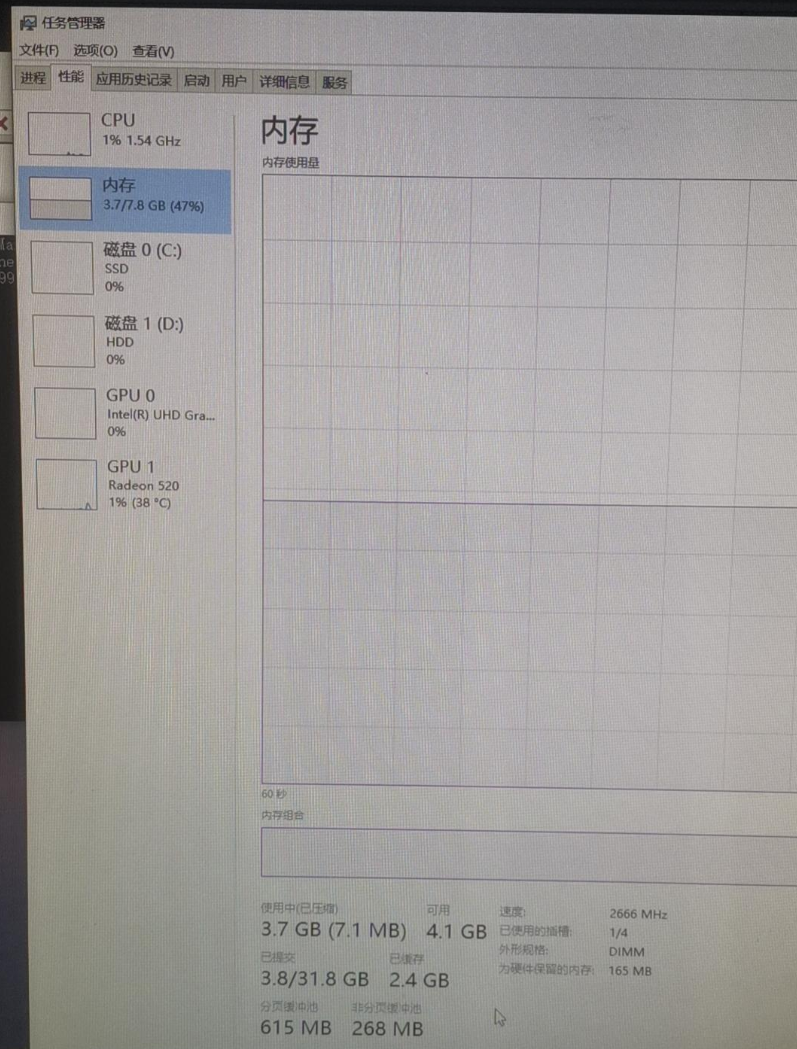 任务管理器
文件(F) 选项(O) 查看(V)
进程 性能 应用历史记录 启动 用户 详细信息 服务
CPU
1% 1.54 GHz
内存
3.7/7.8 GB (47%)
磁盘 0 (C:)
SSD
0%
磁盘 1 (D:)
HDD
0%
GPU 0
Intel(R) UHD Gra...
0%
GPU 1
Radeon 520
1% (38 °C)
内存
内存使用量
60 秒
内存组合
使用中(已压缩) 可用
3.7 GB (7.1 MB) 4.1 GB
已提交 已缓存
3.8/31.8 GB 2.4 GB
分页缓冲池 非分页缓冲池
615 MB 268 MB
速度: 2666 MHz
已使用的插槽: 1/4
外形规格: DIMM
为硬件保留的内存: 165 MB